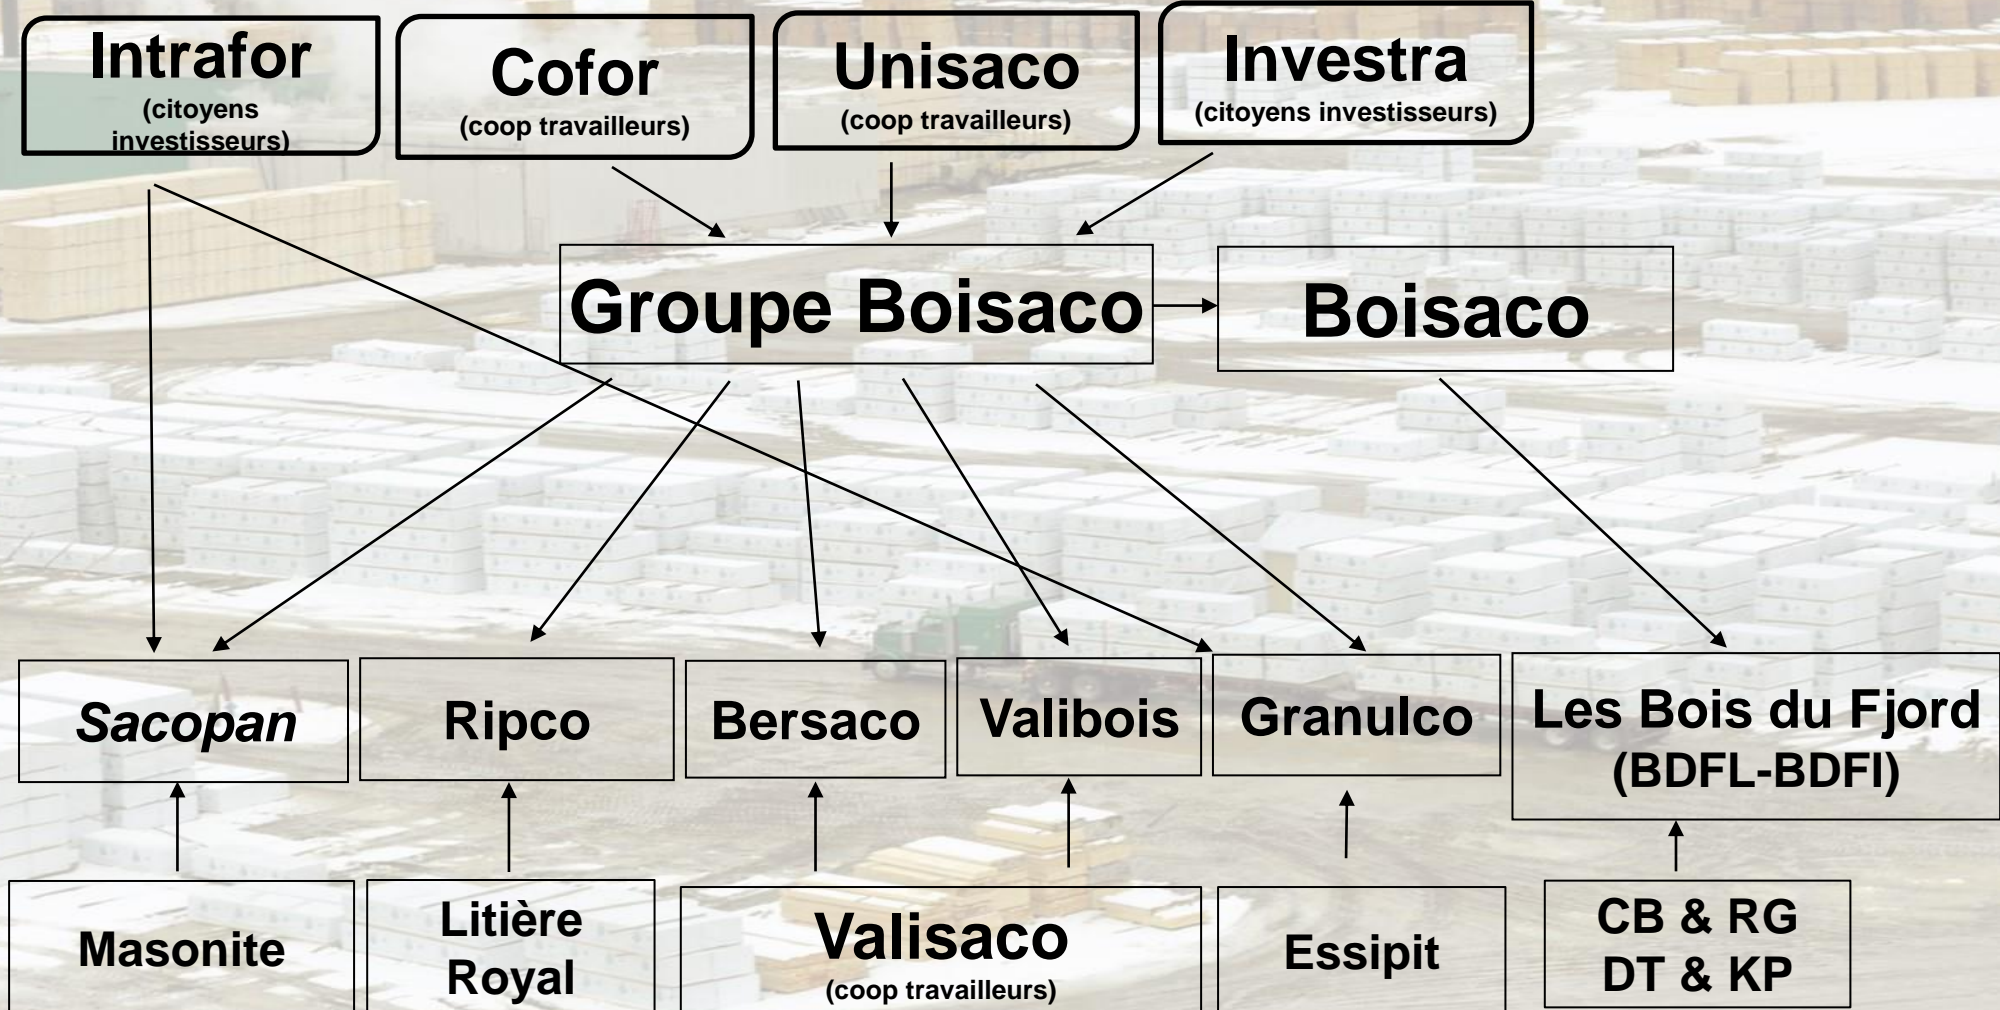 Intrafor
(citoyens
investisseurs)
Cofor
(coop travailleurs)
Unisaco
(coop travailleurs)
Investra
(citoyens investisseurs)
Groupe Boisaco
Boisaco
Sacopan
Ripco
Bersaco
Valibois
Granulco
Les Bois du Fjord
(BDFL-BDFI)
Masonite
Litière
Royal
Valisaco
(coop travailleurs)
Essipit
CB & RG
DT & KP